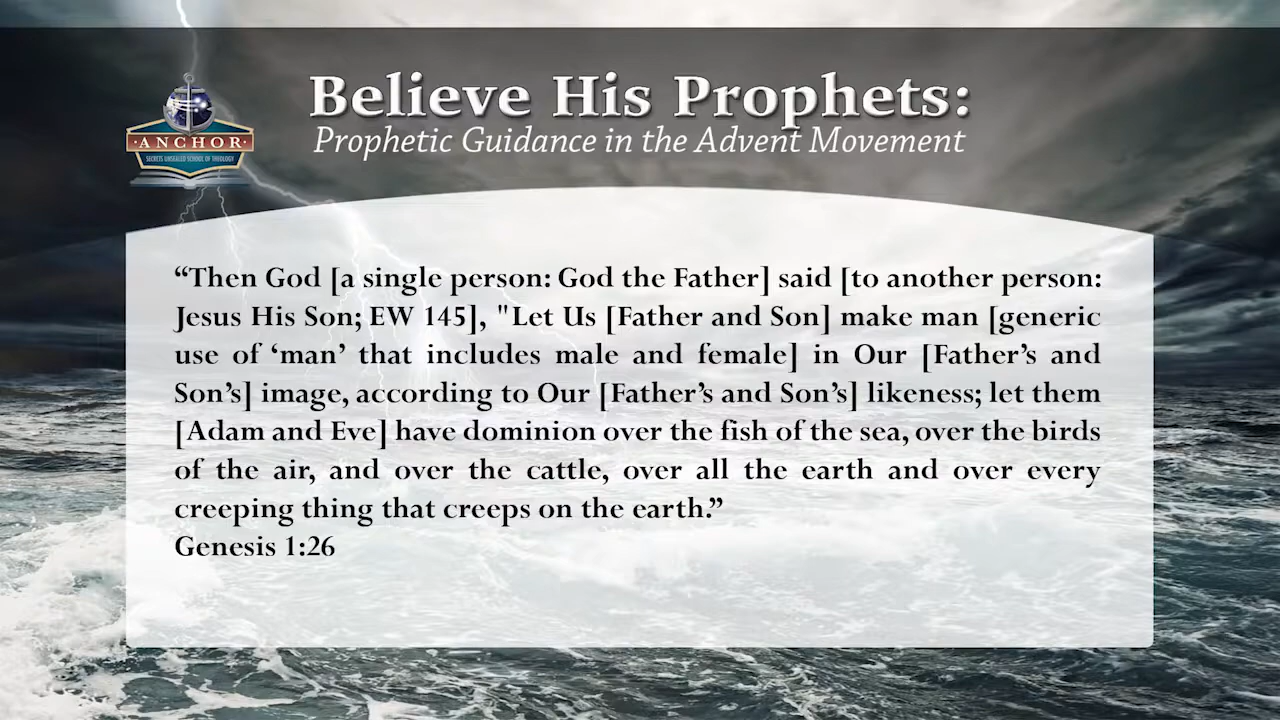 Believe His Prophets:
Prophetic Guidance in the Advent Movement
·ANCHOR·
SECRETS UNSEALED SCHOOL OF THEOLOGY
“Then God [a single person: God the Father] said [to another person:
Jesus His Son; EW 145], "Let Us [Father and Son] make man [generic
use of ‘man’ that includes male and female] in Our [Father’s and
Son’s] image, according to Our [Father’s and Son’s] likeness; let them
[Adam and Eve] have dominion over the fish of the sea, over the birds
of the air, and over the cattle, over all the earth and over every
creeping thing that creeps on the earth.”
Genesis 1:26